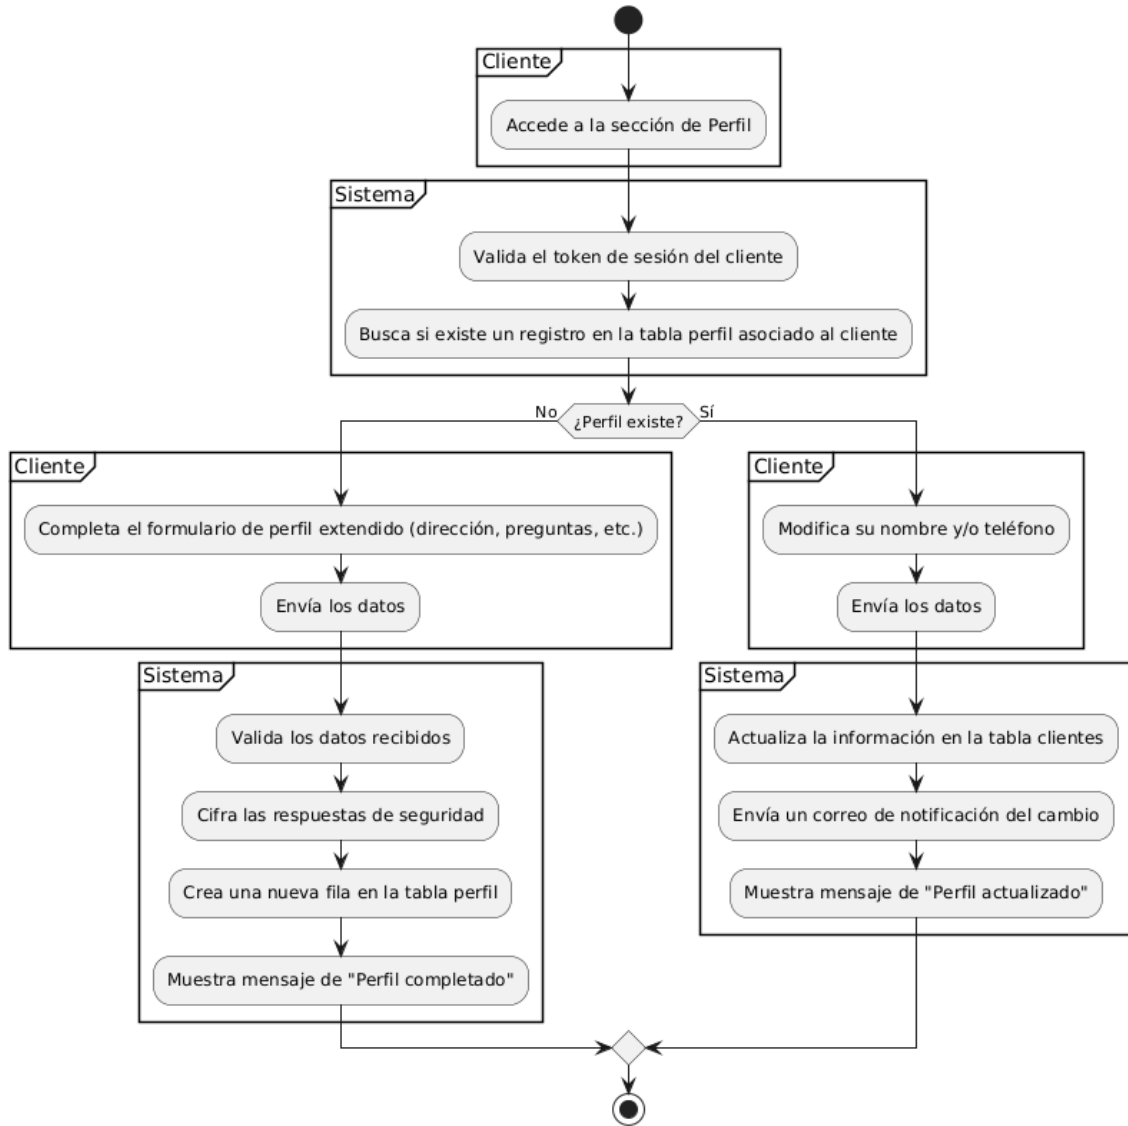 Cliente
Accede a la sección de Perfil
Sistema
Valida el token de sesión del cliente
Busca si existe un registro en la tabla perfil asociado al cliente
No
¿Perfil existe?
Sí
Cliente
Completa el formulario de perfil extendido (dirección, preguntas, etc.)
Envía los datos
Sistema
Valida los datos recibidos
Cifra las respuestas de seguridad
Crea una nueva fila en la tabla perfil
Muestra mensaje de "Perfil completado"
Cliente
Modifica su nombre y/o teléfono
Envía los datos
Sistema
Actualiza la información en la tabla clientes
Envía un correo de notificación del cambio
Muestra mensaje de "Perfil actualizado"